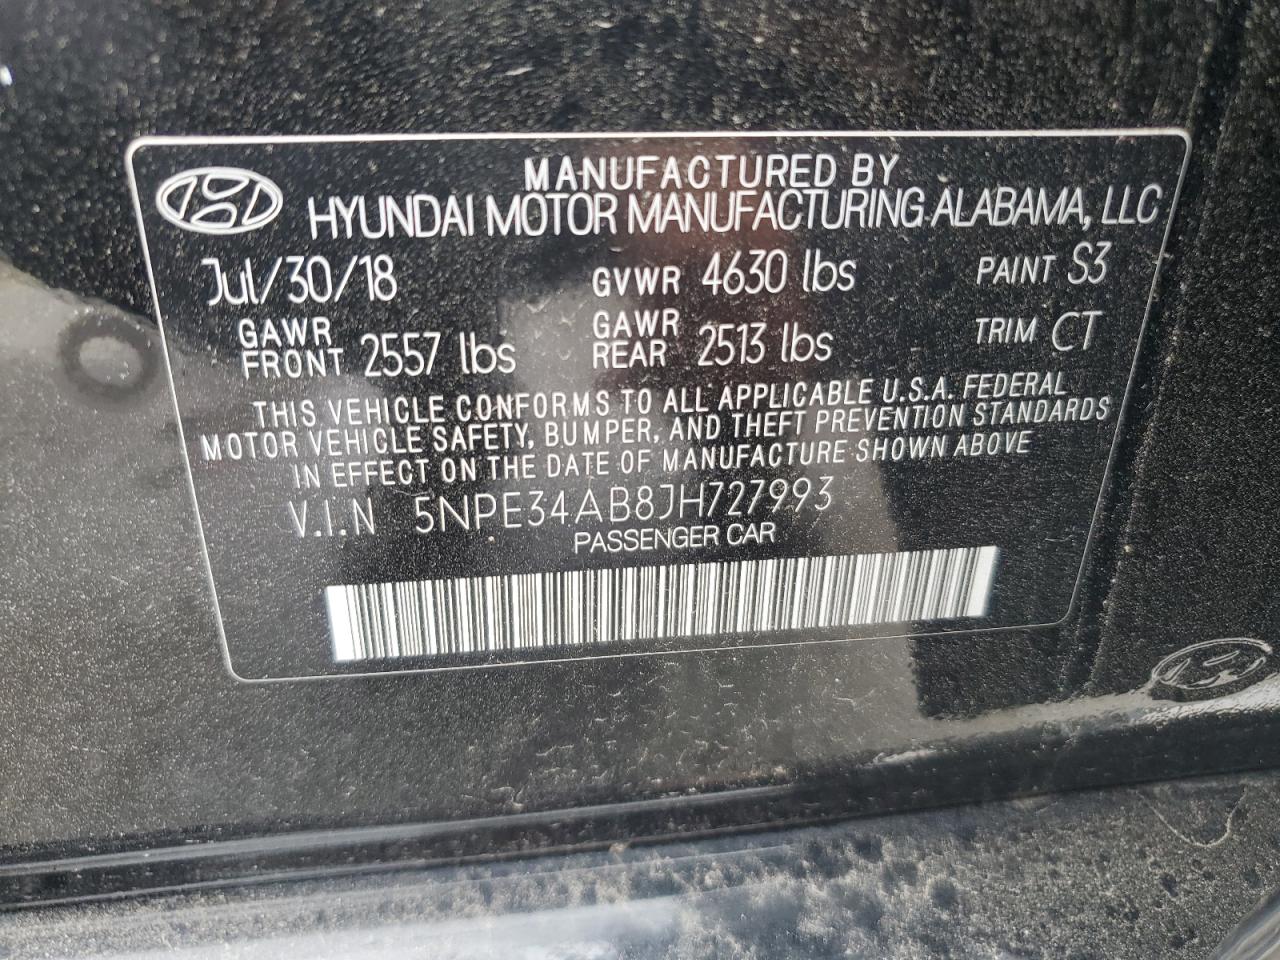 MANUFACTURED BY
HYUNDAI MOTOR MANUFACTURING ALABAMA, LLC
Jul/30/18 GVWR 4630 lbs PAINT S3
GAWR FRONT 2557 lbs GAWR REAR 2513 lbs TRIM CT
THIS VEHICLE CONFORMS TO ALL APPLICABLE U.S.A. FEDERAL
MOTOR VEHICLE SAFETY, BUMPER, AND THEFT PREVENTION STANDARDS
IN EFFECT ON THE DATE OF MANUFACTURE SHOWN ABOVE
V.I.N 5NPE34AB8JH727993
PASSENGER CAR